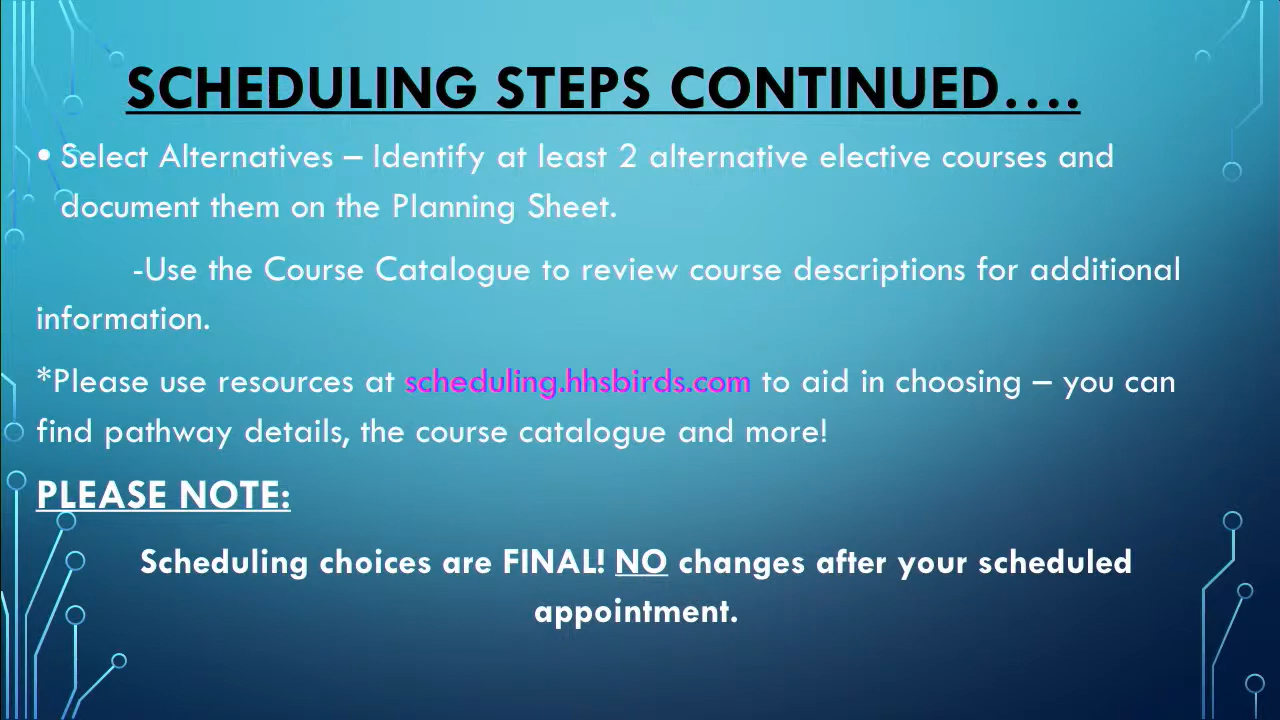 SCHEDULING STEPS CONTINUED....
• Select Alternatives – Identify at least 2 alternative elective courses and
document them on the Planning Sheet.
-Use the Course Catalogue to review course descriptions for additional
information.
*Please use resources at scheduling.hhsbirds.com to aid in choosing – you can
find pathway details, the course catalogue and more!
PLEASE NOTE:
Scheduling choices are FINAL! NO changes after your scheduled
appointment.